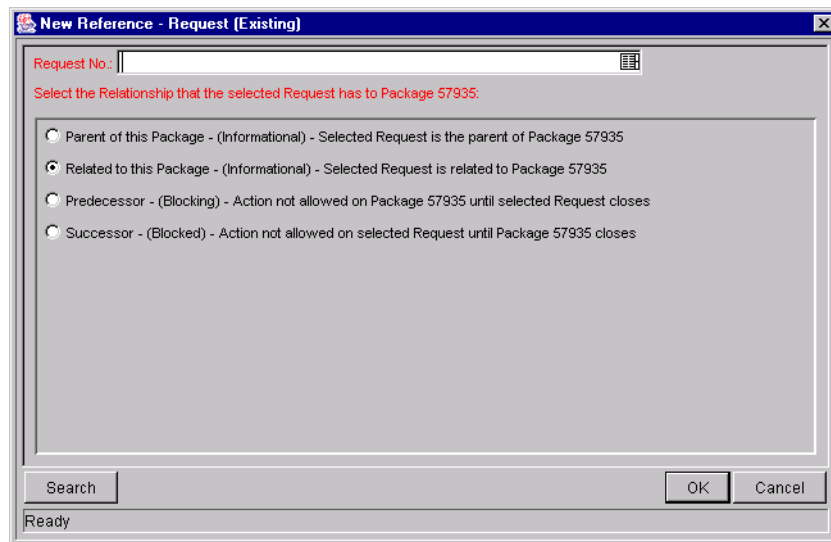 New Reference - Request (Existing)
Request No.:
Select the Relationship that the selected Request has to Package 57935:
Parent of this Package - (Informational) - Selected Request is the parent of Package 57935
Related to this Package - (Informational) - Selected Request is related to Package 57935
Predecessor - (Blocking) - Action not allowed on Package 57935 until selected Request closes
Successor - (Blocked) - Action not allowed on selected Request until Package 57935 closes
Search OK Cancel
Ready